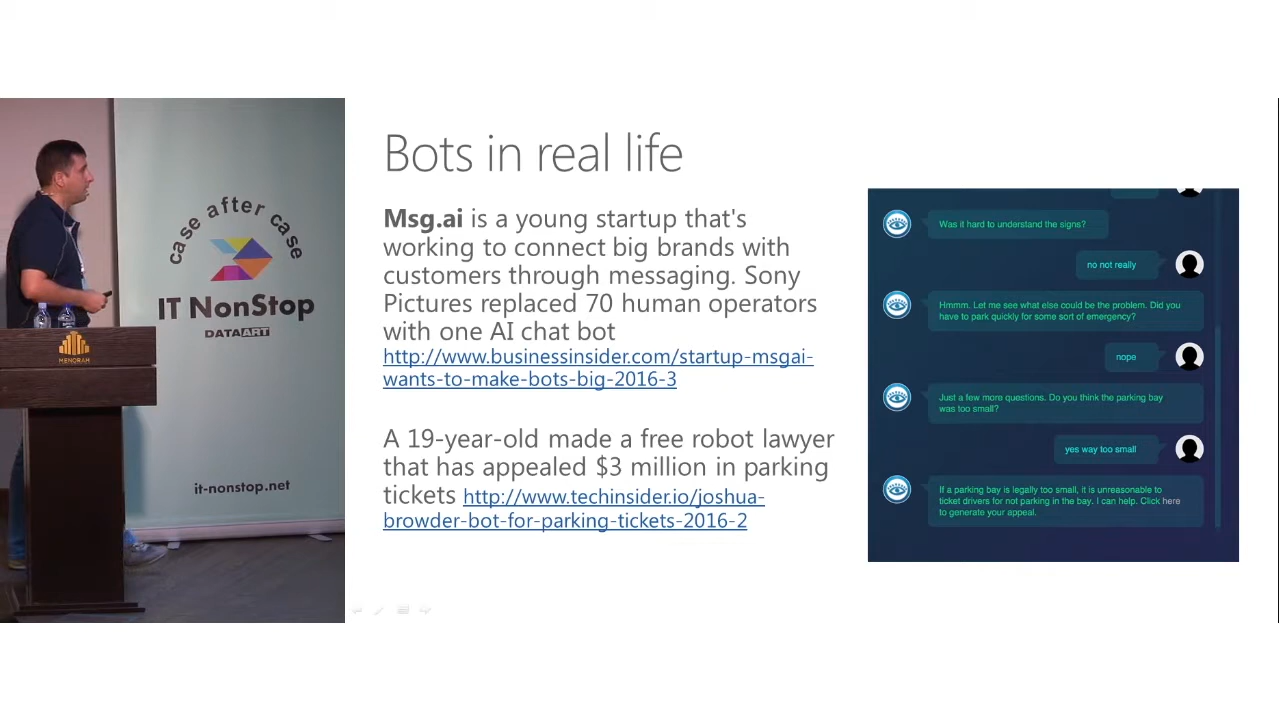 case after case
IT NonStop
DATAART
MENORAH
it-nonstop.net
Bots in real life
Msg.ai is a young startup that's
working to connect big brands with
customers through messaging. Sony
Pictures replaced 70 human operators
with one AI chat bot
http://www.businessinsider.com/startup-msgai-
wants-to-make-bots-big-2016-3
A 19-year-old made a free robot lawyer
that has appealed $3 million in parking
tickets http://www.techinsider.io/joshua-
browder-bot-for-parking-tickets-2016-2
Was it hard to understand the signs?
no not really
Hmmm. Let me see what else could be the problem. Did you
have to park quickly for some sort of emergency?
nope
Just a few more questions. Do you think the parking bay
was too small?
yes way too small
If a parking bay is legally too small, it is unreasonable to
ticket drivers for not parking in the bay. I can help. Click here
to generate your appeal.